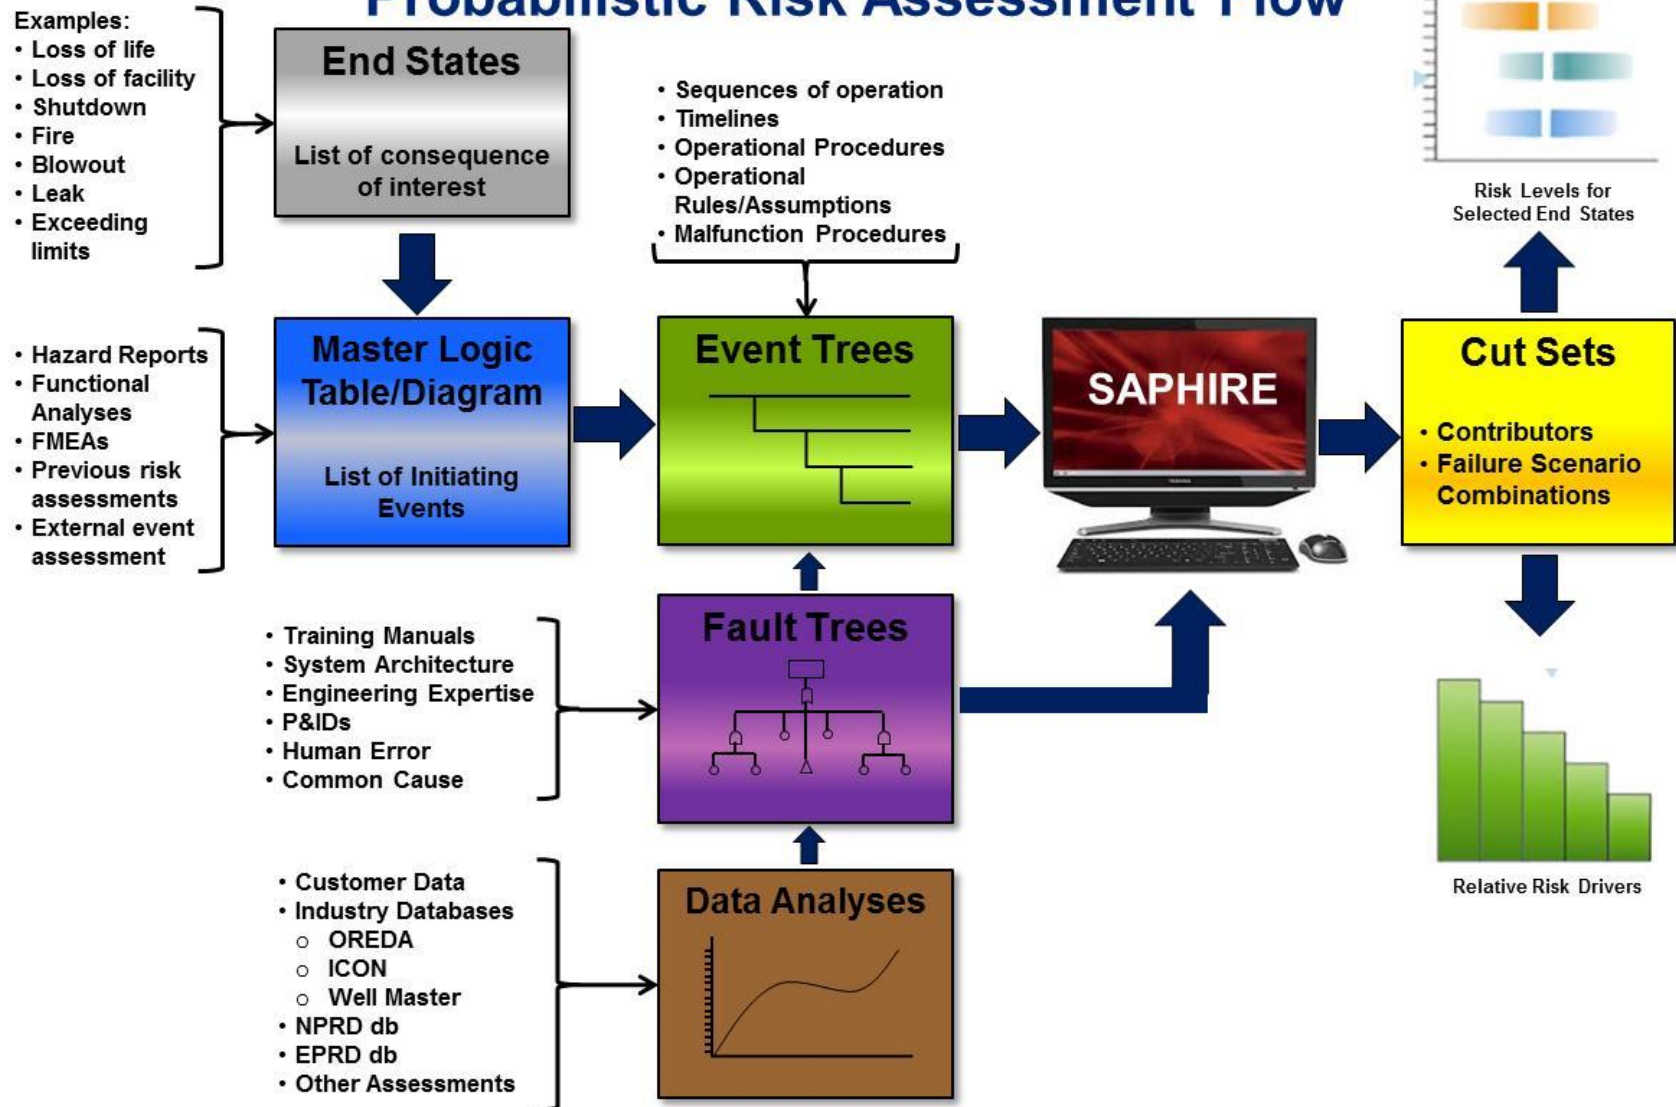 Probabilistic Risk Assessment Flow
Examples:
• Loss of life
• Loss of facility
• Shutdown
• Fire
• Blowout
• Leak
• Exceeding
limits
End States
List of consequence
of interest
• Sequences of operation
• Timelines
• Operational Procedures
• Operational
Rules/Assumptions
• Malfunction Procedures
Risk Levels for
Selected End States
• Hazard Reports
• Functional
Analyses
• FMEAs
• Previous risk
assessments
• External event
assessment
Master Logic
Table/Diagram
List of Initiating
Events
Event Trees
SAPHIRE
TOSHIBA
Cut Sets
• Contributors
• Failure Scenario
Combinations
• Training Manuals
• System Architecture
• Engineering Expertise
• P&IDs
• Human Error
• Common Cause
Fault Trees
Relative Risk Drivers
• Customer Data
• Industry Databases
o OREDA
o ICON
o Well Master
• NPRD db
• EPRD db
• Other Assessments
Data Analyses